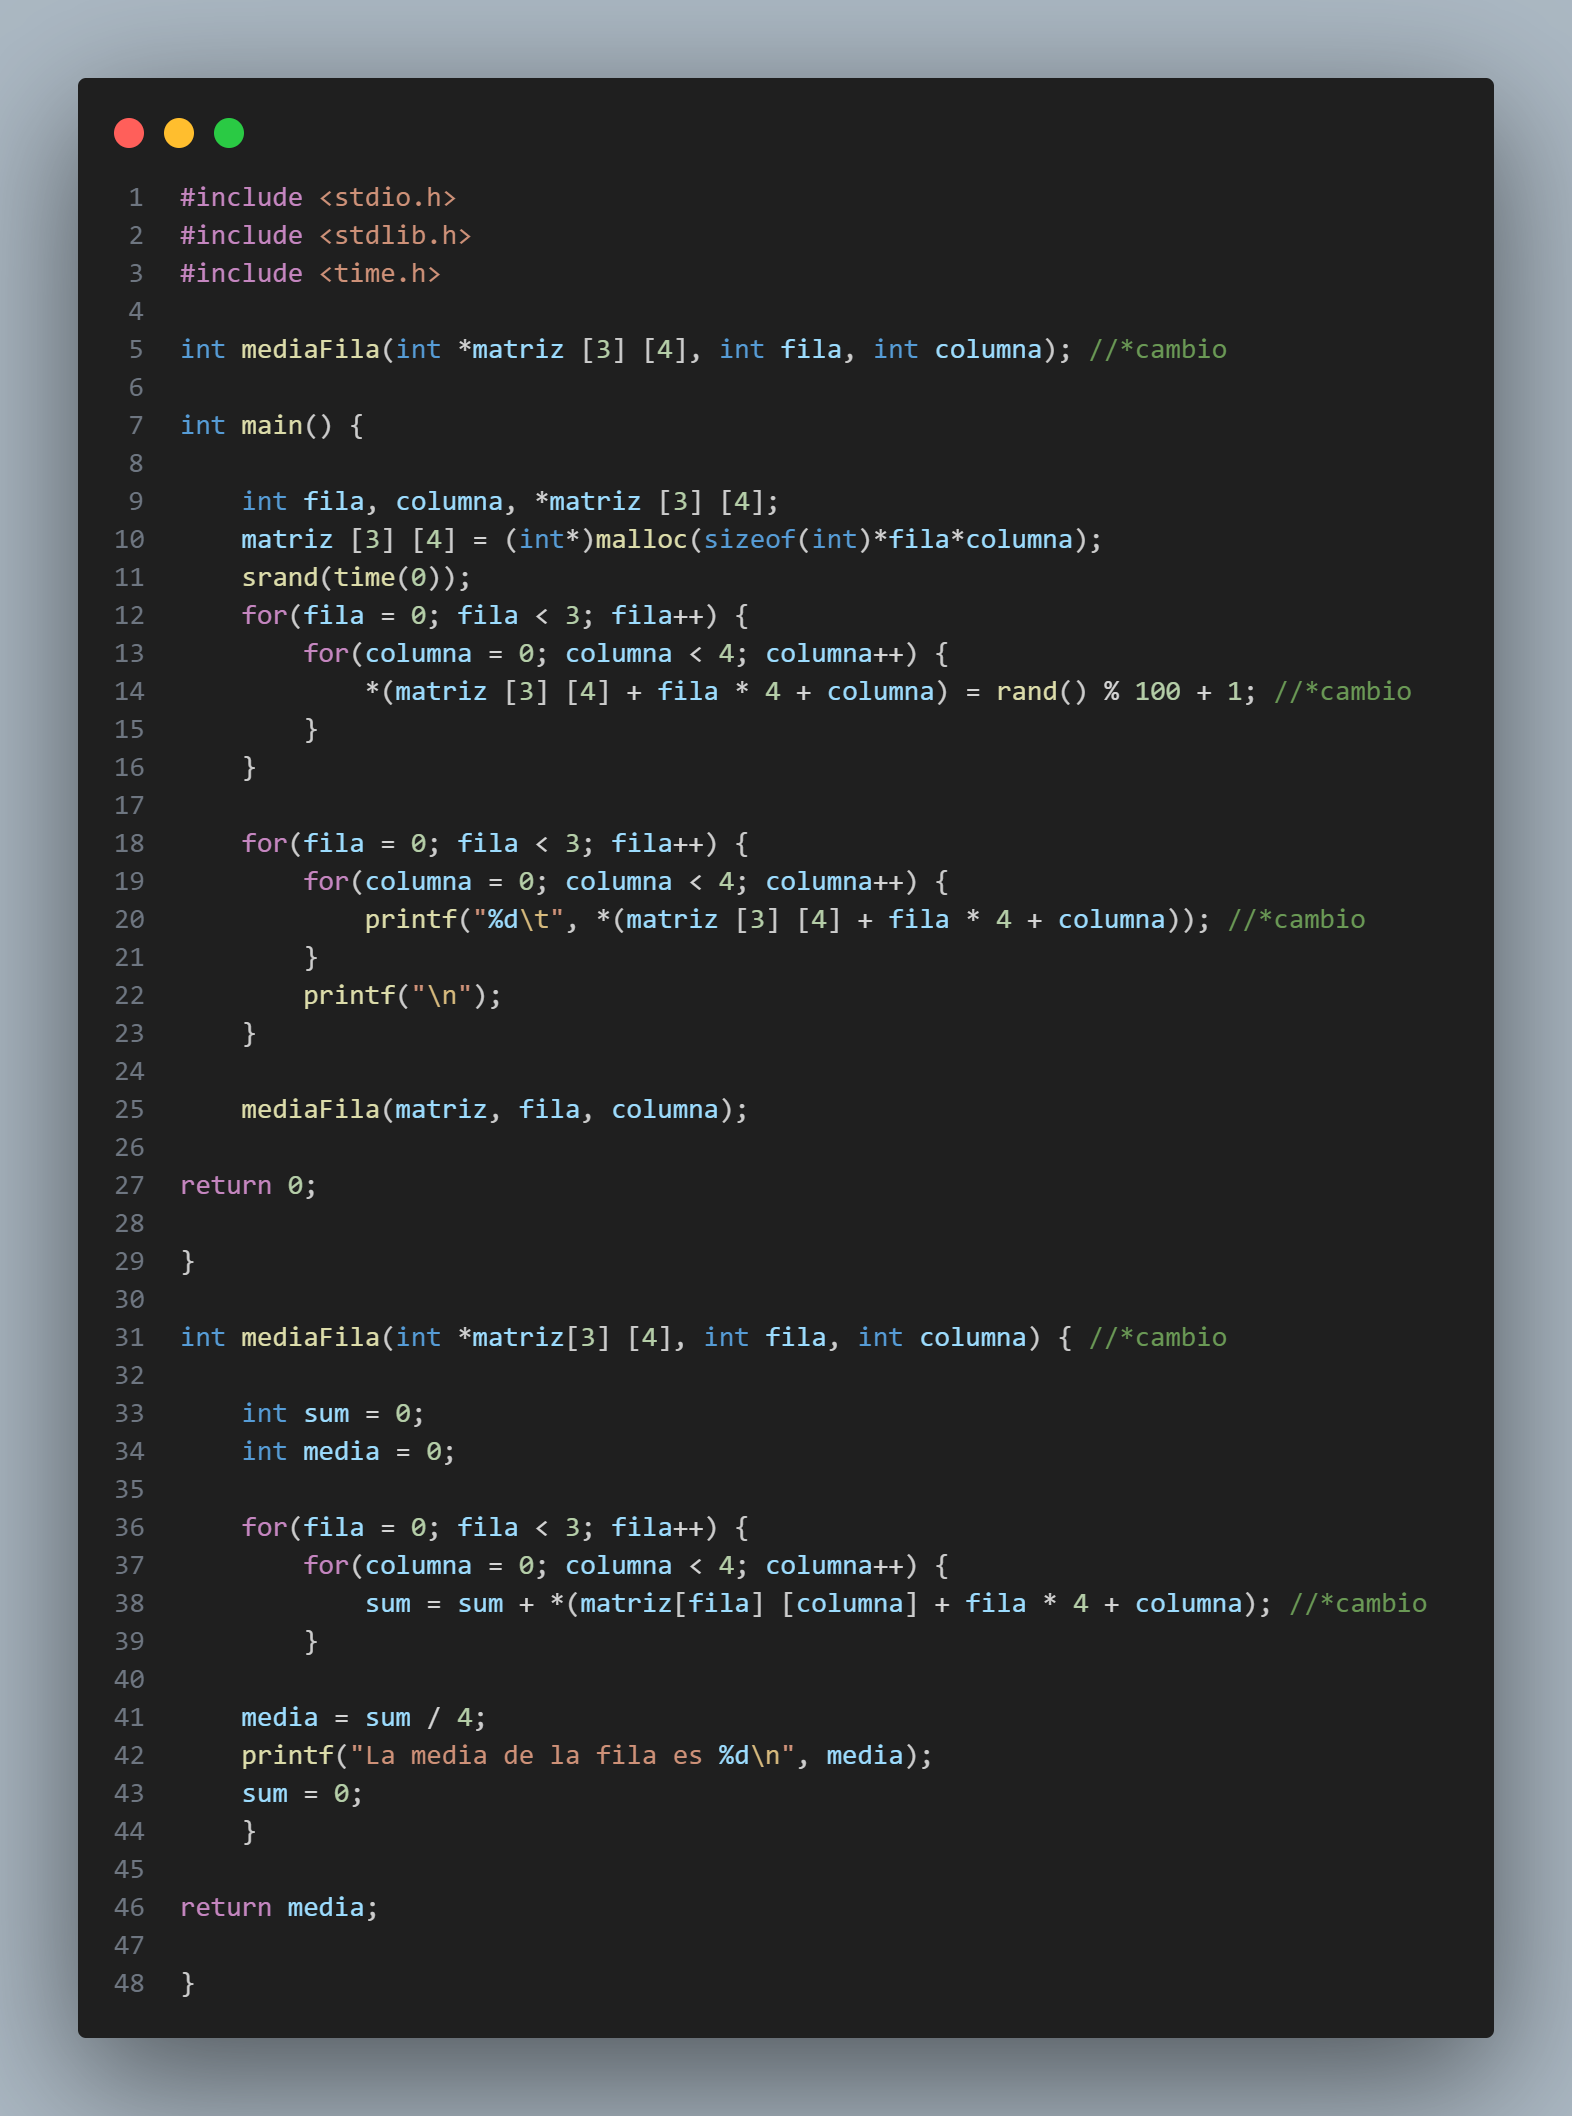 1 #include <stdio.h>
2 #include <stdlib.h>
3 #include <time.h>
4
5 int mediaFila(int *matriz [3] [4], int fila, int columna); //*cambio
6
7 int main() {
8
9     int fila, columna, *matriz [3] [4];
10     matriz [3] [4] = (int*)malloc(sizeof(int)*fila*columna);
11     srand(time(0));
12     for(fila = 0; fila < 3; fila++) {
13         for(columna = 0; columna < 4; columna++) {
14             *(matriz [3] [4] + fila * 4 + columna) = rand() % 100 + 1; //*cambio
15         }
16     }
17
18     for(fila = 0; fila < 3; fila++) {
19         for(columna = 0; columna < 4; columna++) {
20             printf("%d\t", *(matriz [3] [4] + fila * 4 + columna)); //*cambio
21         }
22         printf("\n");
23     }
24
25     mediaFila(matriz, fila, columna);
26
27 return 0;
28
29 }
30
31 int mediaFila(int *matriz[3] [4], int fila, int columna) { //*cambio
32
33     int sum = 0;
34     int media = 0;
35
36     for(fila = 0; fila < 3; fila++) {
37         for(columna = 0; columna < 4; columna++) {
38             sum = sum + *(matriz[fila] [columna] + fila * 4 + columna); //*cambio
39         }
40
41     media = sum / 4;
42     printf("La media de la fila es %d\n", media);
43     sum = 0;
44     }
45
46 return media;
47
48 }